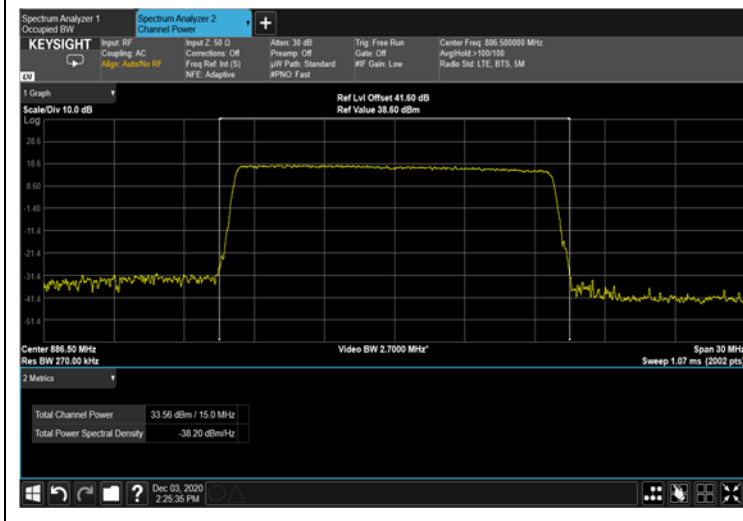 Spectrum Analyzer 1
Occupied BW
Spectrum Analyzer 2
Channel Power
+
KEYSIGHT
Input: RF
Coupling: AC
Align: Auto/No RF
Input Z: 50 Ω
Corrections: Off
Freq Ref: Int (S)
NFE: Adaptive
Atten: 30 dB
Preamp: Off
µW Path: Standard
#PNO: Fast
Trig: Free Run
Gate: Off
#IF Gain: Low
Center Freq: 886.500000 MHz
Avg|Hold:>100/100
Radio Std: LTE, BTS, 5M
1 Graph
Scale/Div 10.0 dB
Ref Lvl Offset 41.60 dB
Ref Value 38.60 dBm
Log
28.6
18.6
8.60
-1.40
-11.4
-21.4
-31.4
-41.4
-51.4
Center 886.50 MHz
Res BW 270.00 kHz
Video BW 2.7000 MHz*
Span 30 MHz
Sweep 1.07 ms (2002 pts)
2 Metrics
Total Channel Power 33.56 dBm / 15.0 MHz
Total Power Spectral Density -38.20 dBm/Hz
?
Dec 03, 2020
2:25:35 PM